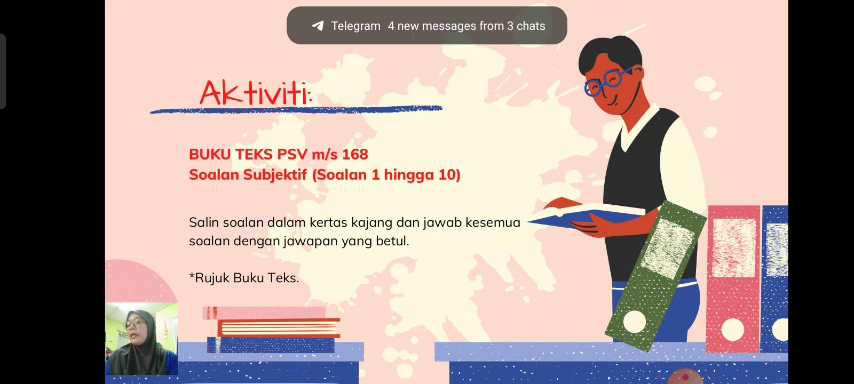 Telegram 4 new messages from 3 chats
Aktiviti:
BUKU TEKS PSV m/s 168
Soalan Subjektif (Soalan 1 hingga 10)
Salin soalan dalam kertas kajang dan jawab kesemua
soalan dengan jawapan yang betul.
*Rujuk Buku Teks.